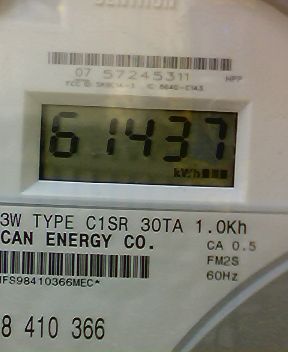 07 57245311
61437
kWh
3W TYPE C1SR 30TA 1.0Kh
CAN ENERGY CO.
CA 0.5
FM2S
60Hz
IFS98410366MEC*
8 410 366